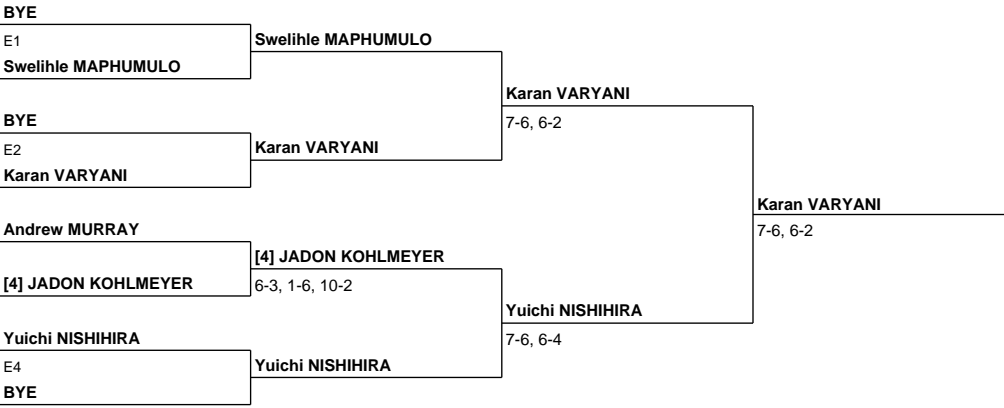 BYE
E1
Swelihle MAPHUMULO
Swelihle MAPHUMULO
BYE
E2
Karan VARYANI
Karan VARYANI
Karan VARYANI
7-6, 6-2
Andrew MURRAY
[4] JADON KOHLMEYER
[4] JADON KOHLMEYER
6-3, 1-6, 10-2
Yuichi NISHIHIRA
E4
BYE
Yuichi NISHIHIRA
Yuichi NISHIHIRA
7-6, 6-4
Karan VARYANI
7-6, 6-2